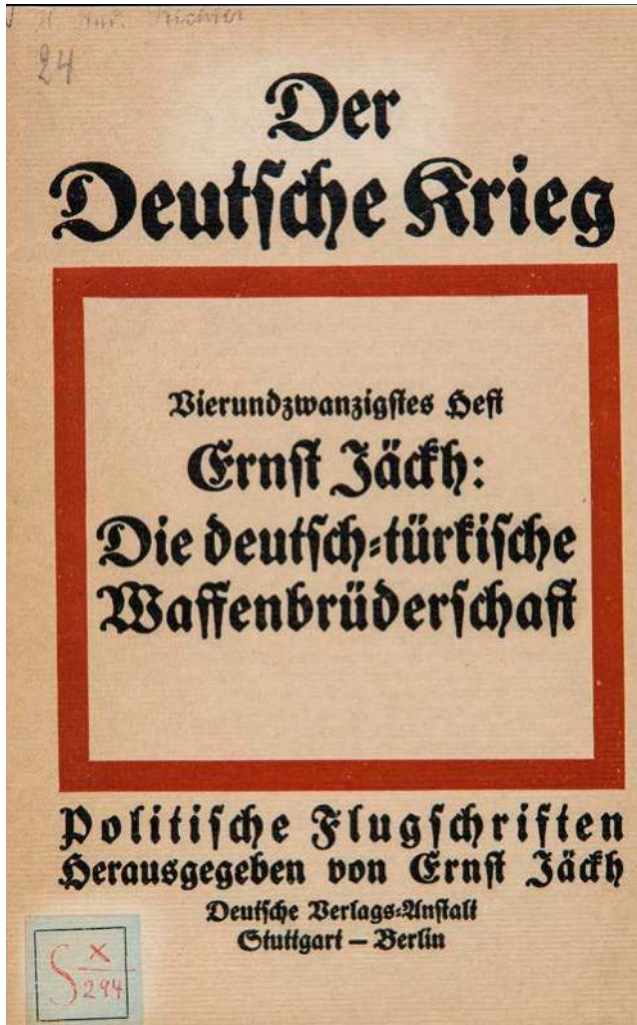 24
Der
Deutsche Krieg
Vierundzwanzigstes Heft
Ernst Jäckh:
Die deutsch-türkische
Waffenbrüderschaft
Politische Flugschriften
Herausgegeben von Ernst Jäckh
Deutsche Verlags-Anstalt
Stuttgart – Berlin
X
294